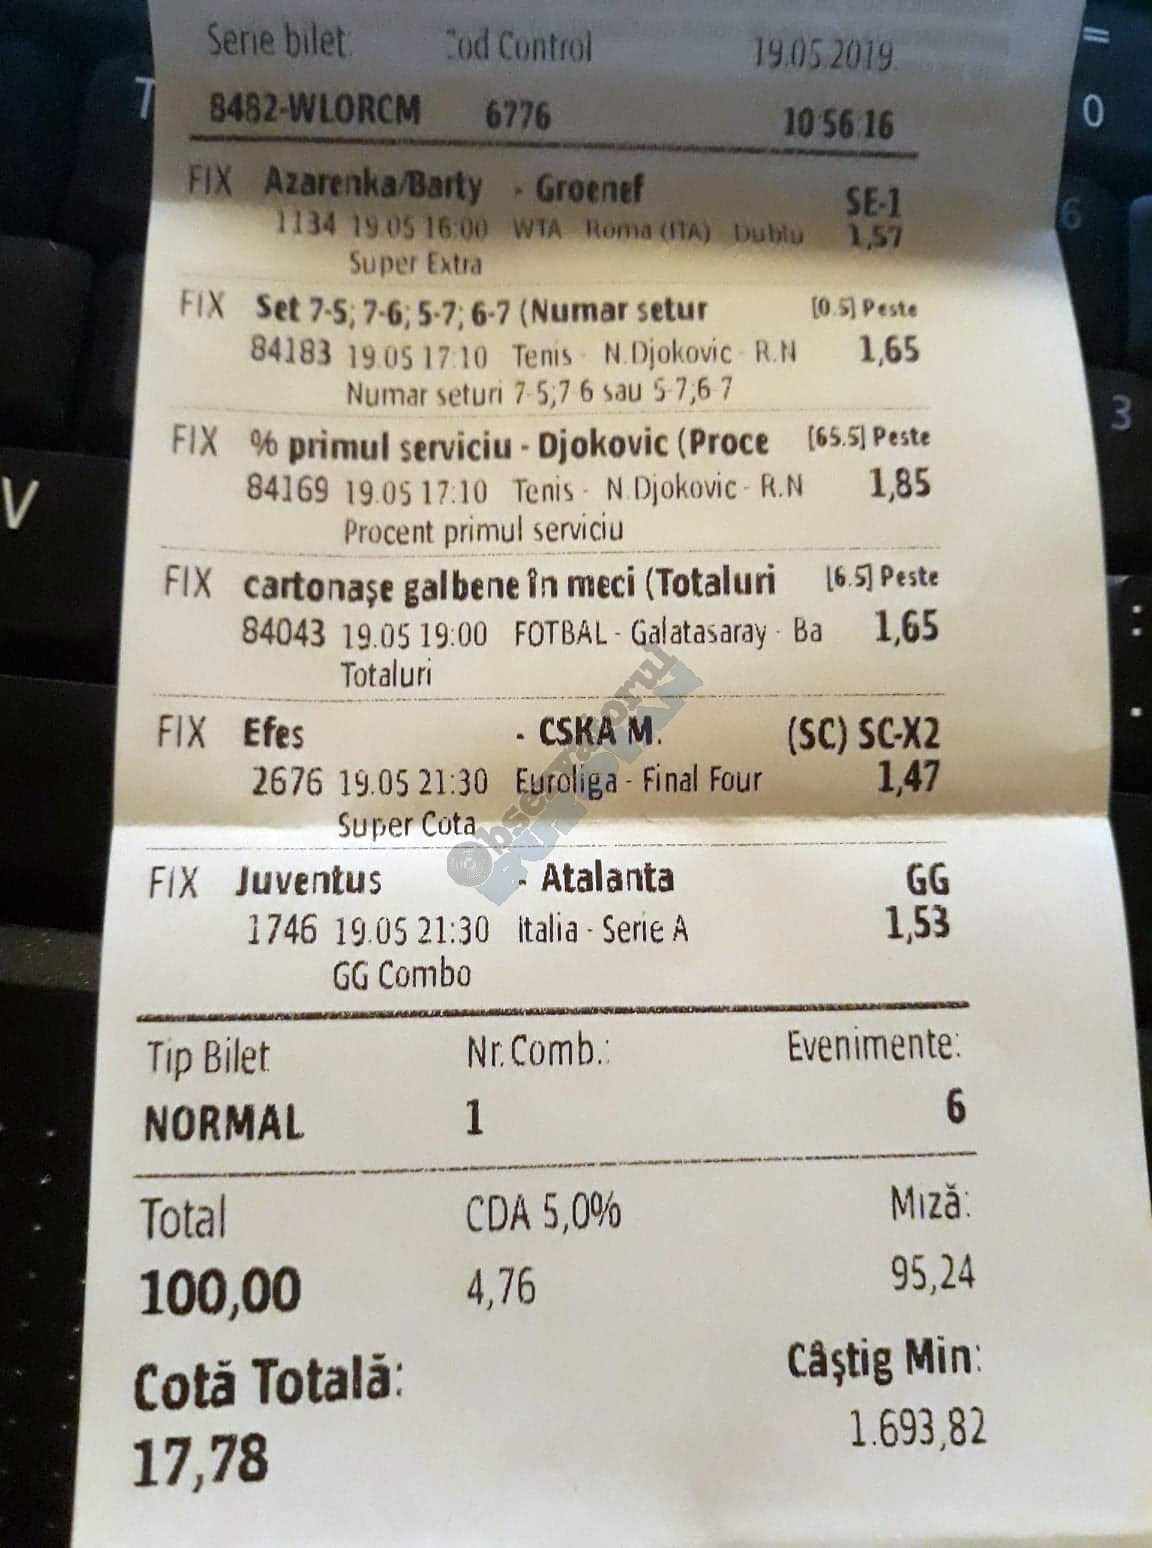 Serie bilet: Cod Control 19.05.2019
8482-WLORCM 6776 10:56:16
FIX Azarenka/Barty - Groenef SE-1
1134 19.05 16:00 WTA - Roma (ITA) - Dublu 1,57
Super Extra
FIX Set 7-5; 7-6; 5-7; 6-7 (Numar setur [0.5] Peste
84183 19.05 17:10 Tenis - N.Djokovic - R.N 1,65
Numar seturi 7-5;7-6 sau 5-7;6-7
FIX % primul serviciu - Djokovic (Proce [65.5] Peste
84169 19.05 17:10 Tenis - N.Djokovic - R.N 1,85
Procent primul serviciu
FIX cartonașe galbene în meci (Totaluri [6.5] Peste
84043 19.05 19:00 FOTBAL - Galatasaray - Ba 1,65
Totaluri
FIX Efes - CSKA M. (SC) SC-X2
2676 19.05 21:30 Euroliga - Final Four 1,47
Super Cota
Observatorul
FIX Juventus - Atalanta GG
1746 19.05 21:30 Italia - Serie A 1,53
GG Combo
Tip Bilet Nr.Comb.: Evenimente:
NORMAL 1 6
Total CDA 5,0% Miză:
100,00 4,76 95,24
Cotă Totală: Câştig Min:
17,78 1.693,82
T
=
0
6
3
V
:
: